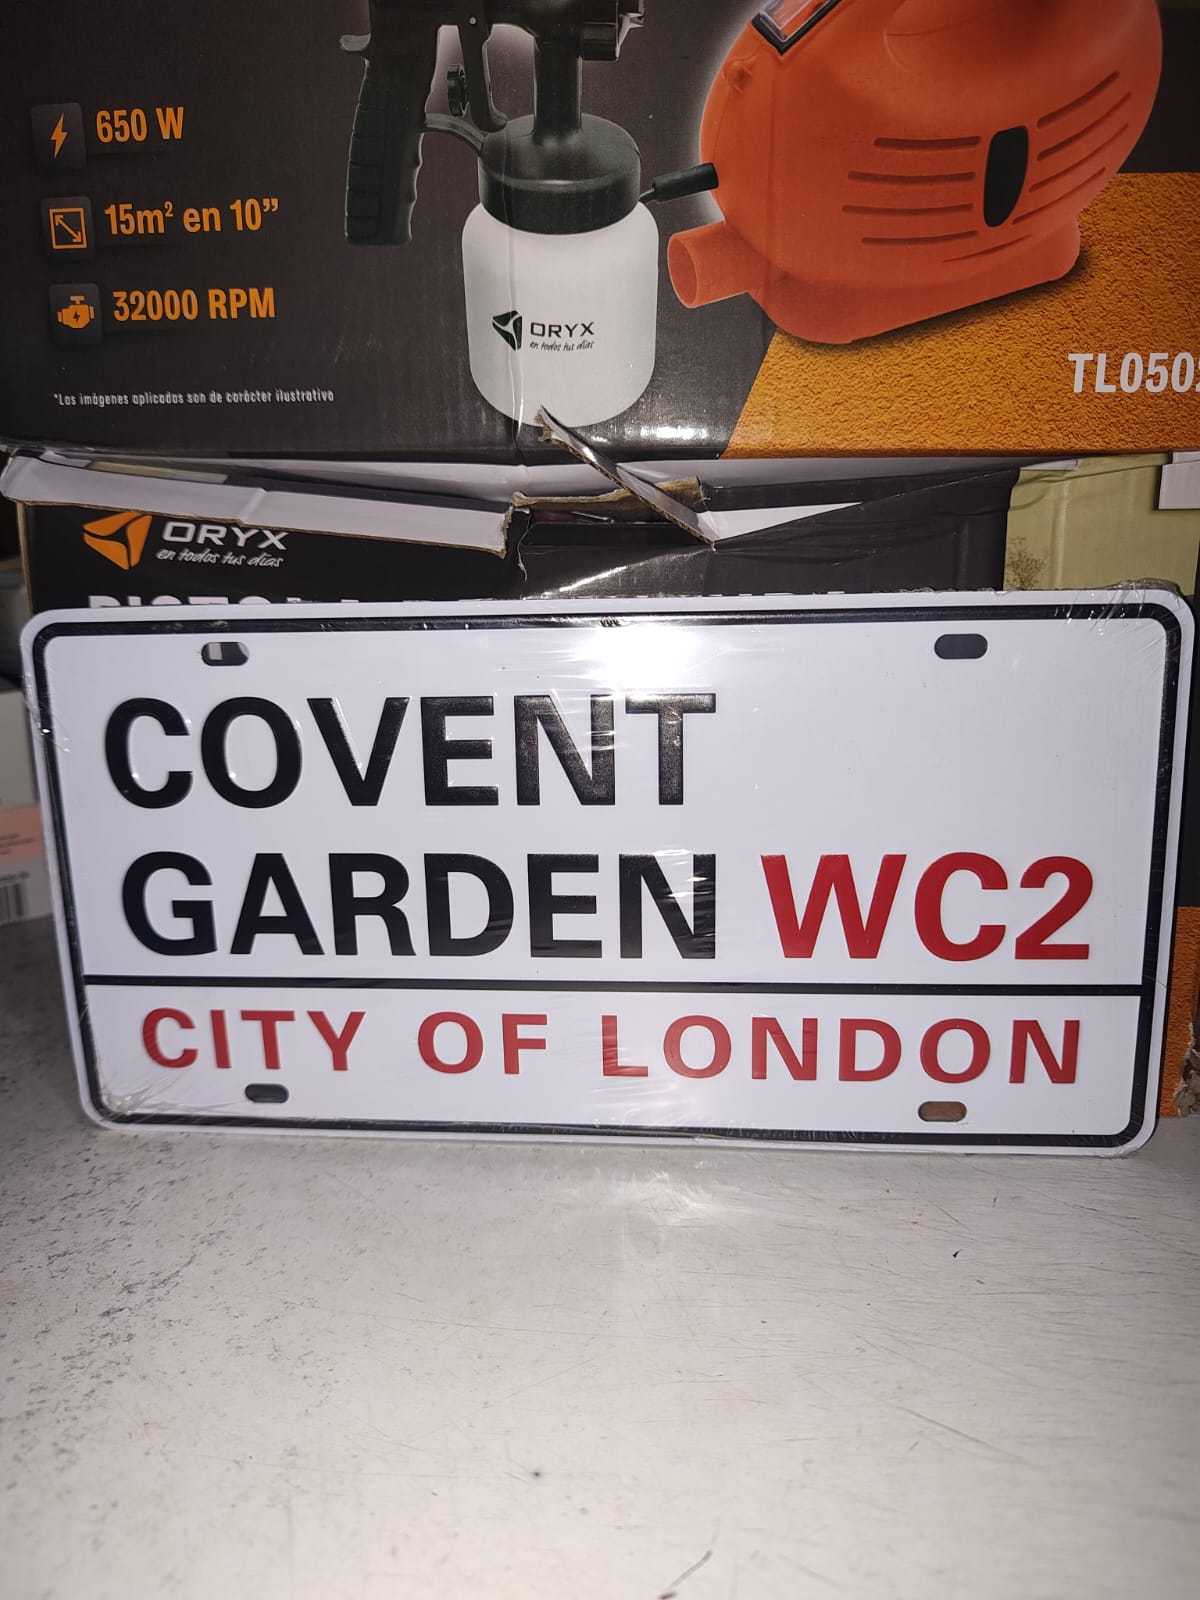 650 W
15m² en 10”
32000 RPM
*Las imágenes aplicadas son de carácter ilustrativo
ORYX
en todos tus días
ORYX
en todos tus días
COVENT
GARDEN WC2
CITY OF LONDON